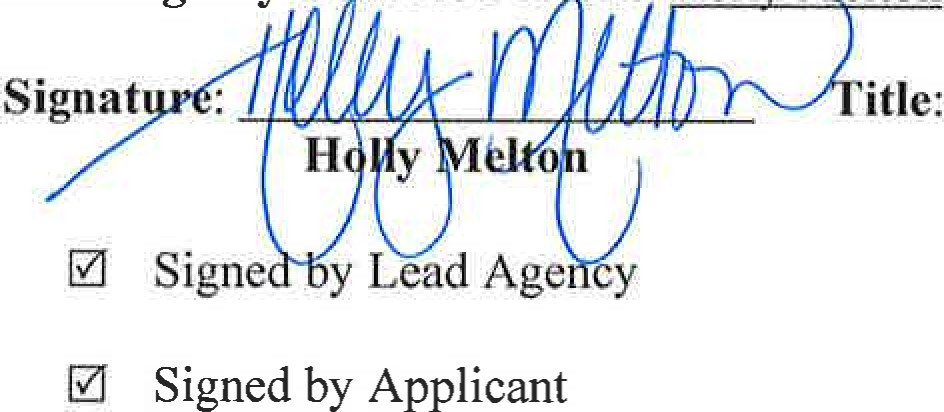 Signature: Holly Melton Title:
Holly Melton
☑ Signed by Lead Agency
☑ Signed by Applicant